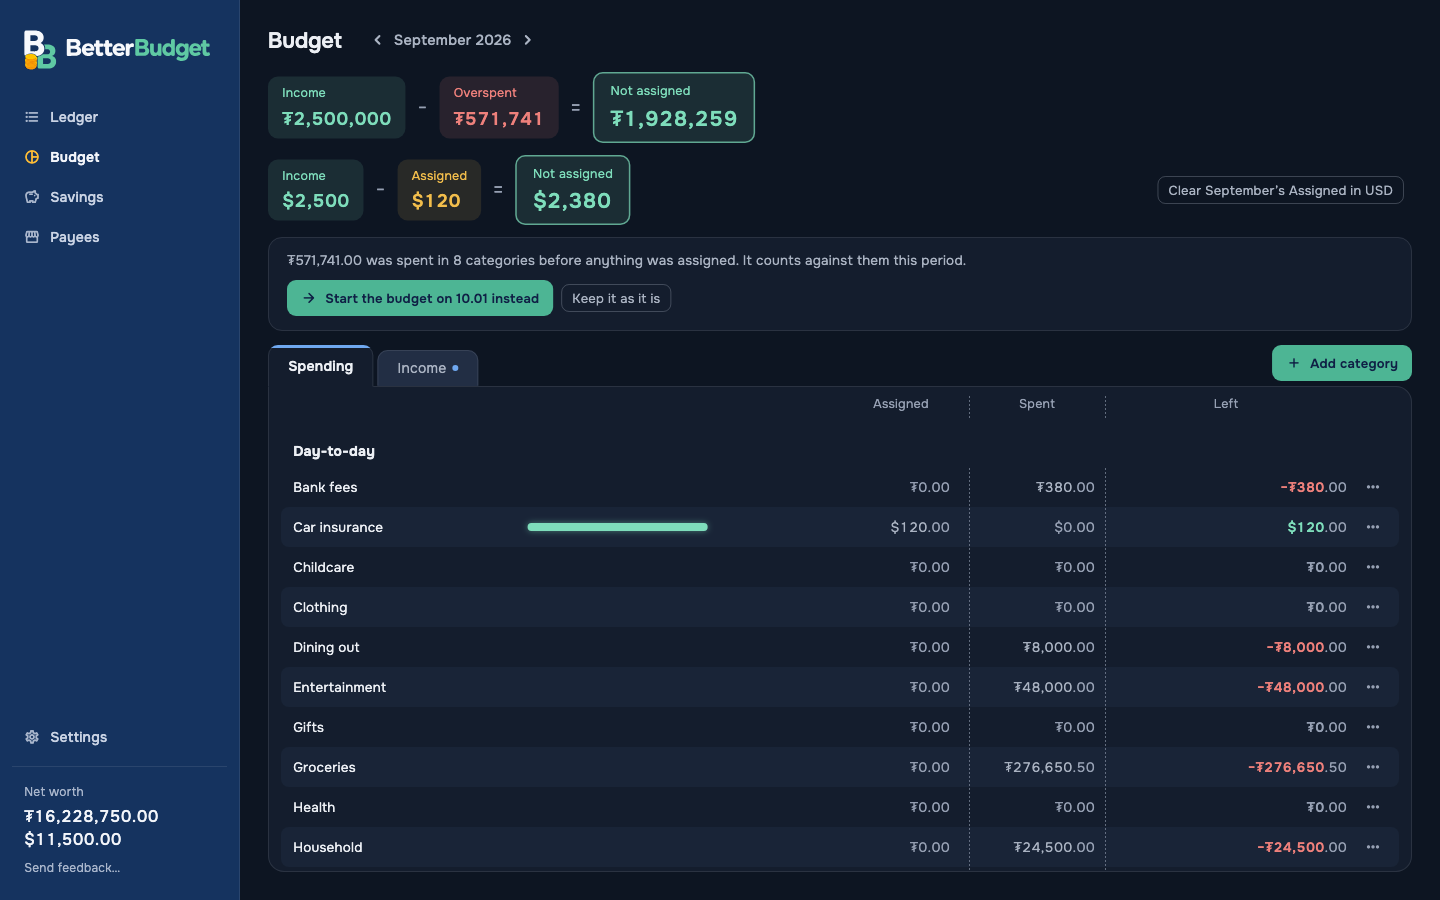 BetterBudget
Ledger
Budget
Savings
Payees
Settings
Net worth
₮16,228,750.00
$11,500.00
Send feedback...
Budget
September 2026
Income
₮2,500,000
-
Overspent
₮571,741
=
Not assigned
₮1,928,259
Income
$2,500
-
Assigned
$120
=
Not assigned
$2,380
Clear September's Assigned in USD
₮571,741.00 was spent in 8 categories before anything was assigned. It counts against them this period.
Start the budget on 10.01 instead
Keep it as it is
Spending
Income
+ Add category
Assigned Spent Left
Day-to-day
Bank fees ₮0.00 ₮380.00 -₮380.00
Car insurance $120.00 $0.00 $120.00
Childcare ₮0.00 ₮0.00 ₮0.00
Clothing ₮0.00 ₮0.00 ₮0.00
Dining out ₮0.00 ₮8,000.00 -₮8,000.00
Entertainment ₮0.00 ₮48,000.00 -₮48,000.00
Gifts ₮0.00 ₮0.00 ₮0.00
Groceries ₮0.00 ₮276,650.50 -₮276,650.50
Health ₮0.00 ₮0.00 ₮0.00
Household ₮0.00 ₮24,500.00 -₮24,500.00